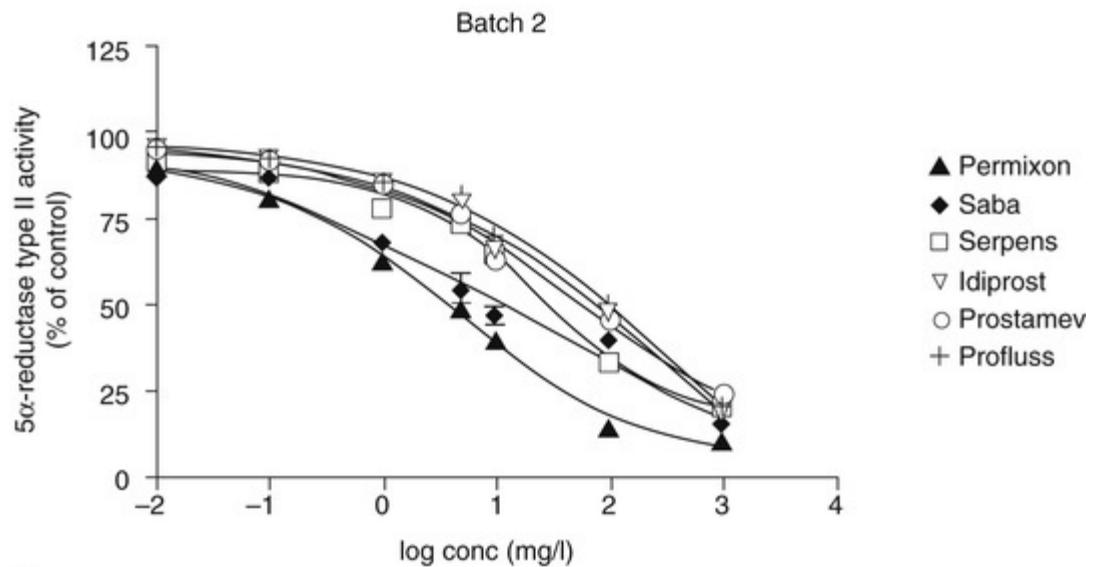 Batch 2
5α-reductase type II activity
(% of control)
125
100
75
50
25
0
−2
−1
0
1
2
3
4
log conc (mg/l)
Permixon
Saba
Serpens
Idiprost
Prostamev
Profluss